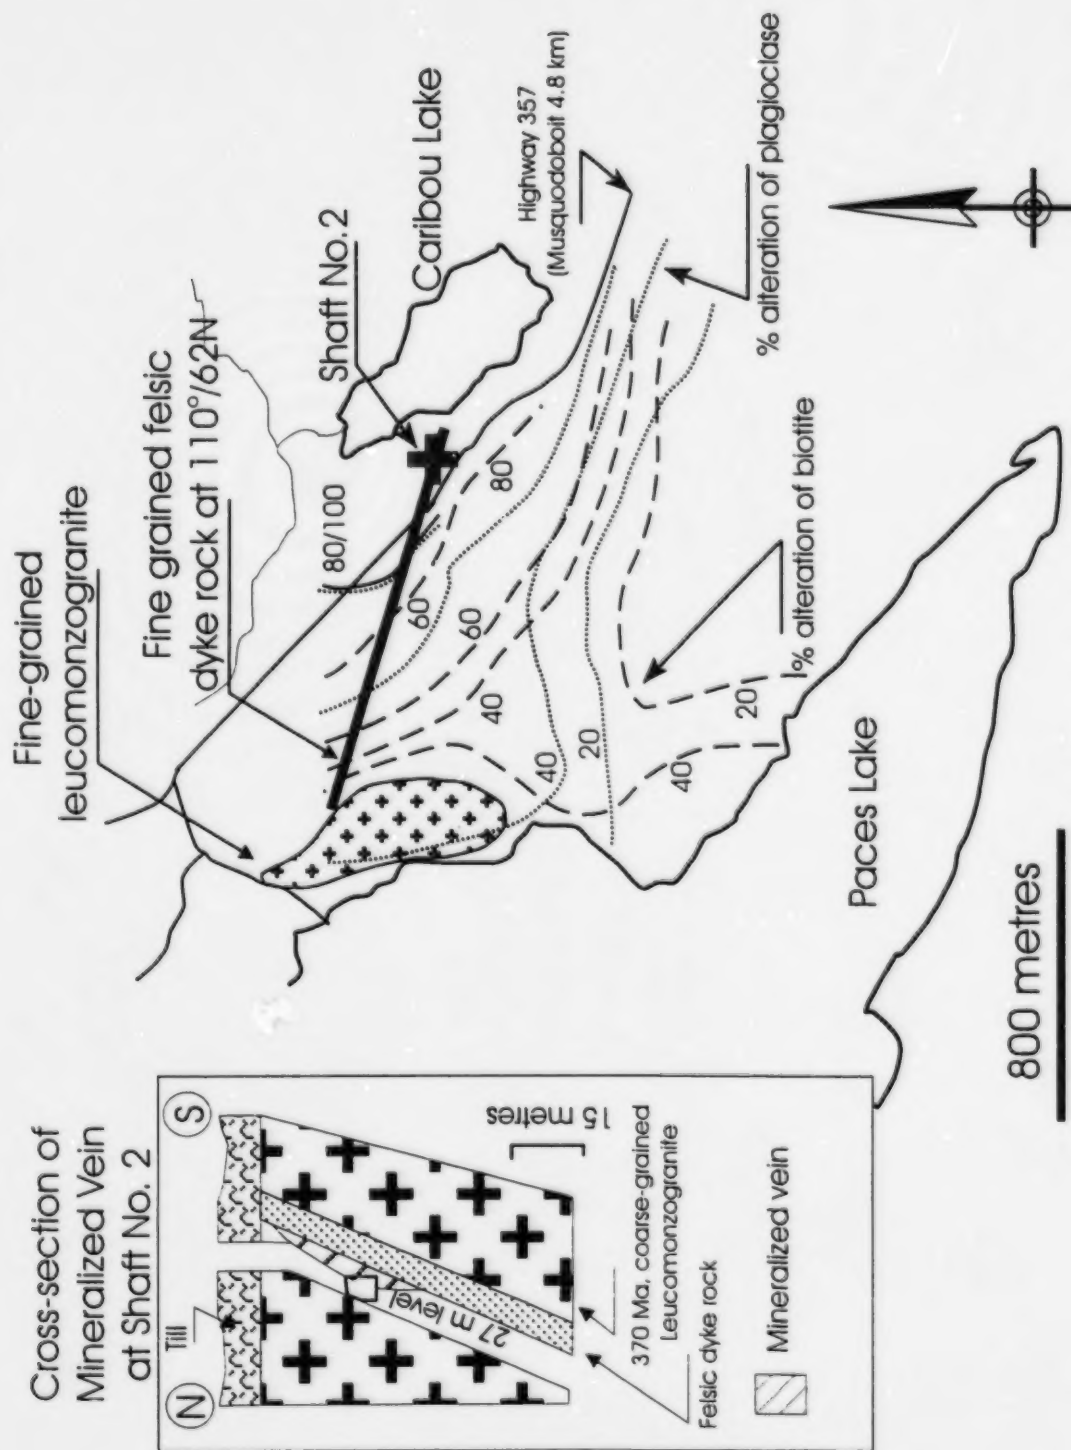 Cross-section of
Mineralized Vein
at Shaft No. 2
N
S
Till
27 m level
15 metres
370 Ma, coarse-grained
Leucomonzogranite
Felsic dyke rock
Mineralized vein
Fine-grained
leucomonzogranite
Fine grained felsic
dyke rock at 110°/62N
Shaft No.2
Caribou Lake
80/100
80
60
60
40
40
20
40
20
Highway 357
(Musquodoboit 4.8 km)
% alteration of plagioclase
% alteration of biotite
Paces Lake
800 metres